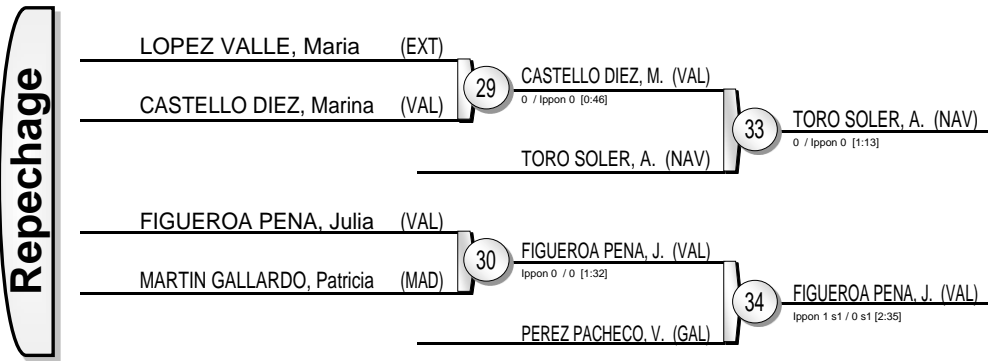 Repechage
LOPEZ VALLE, Maria (EXT)
CASTELLO DIEZ, Marina (VAL)
29
CASTELLO DIEZ, M. (VAL)
0 / Ippon 0 [0:46]
TORO SOLER, A. (NAV)
33
TORO SOLER, A. (NAV)
0 / Ippon 0 [1:13]
FIGUEROA PENA, Julia (VAL)
MARTIN GALLARDO, Patricia (MAD)
30
FIGUEROA PENA, J. (VAL)
Ippon 0 / 0 [1:32]
PEREZ PACHECO, V. (GAL)
34
FIGUEROA PENA, J. (VAL)
Ippon 1 s1 / 0 s1 [2:35]